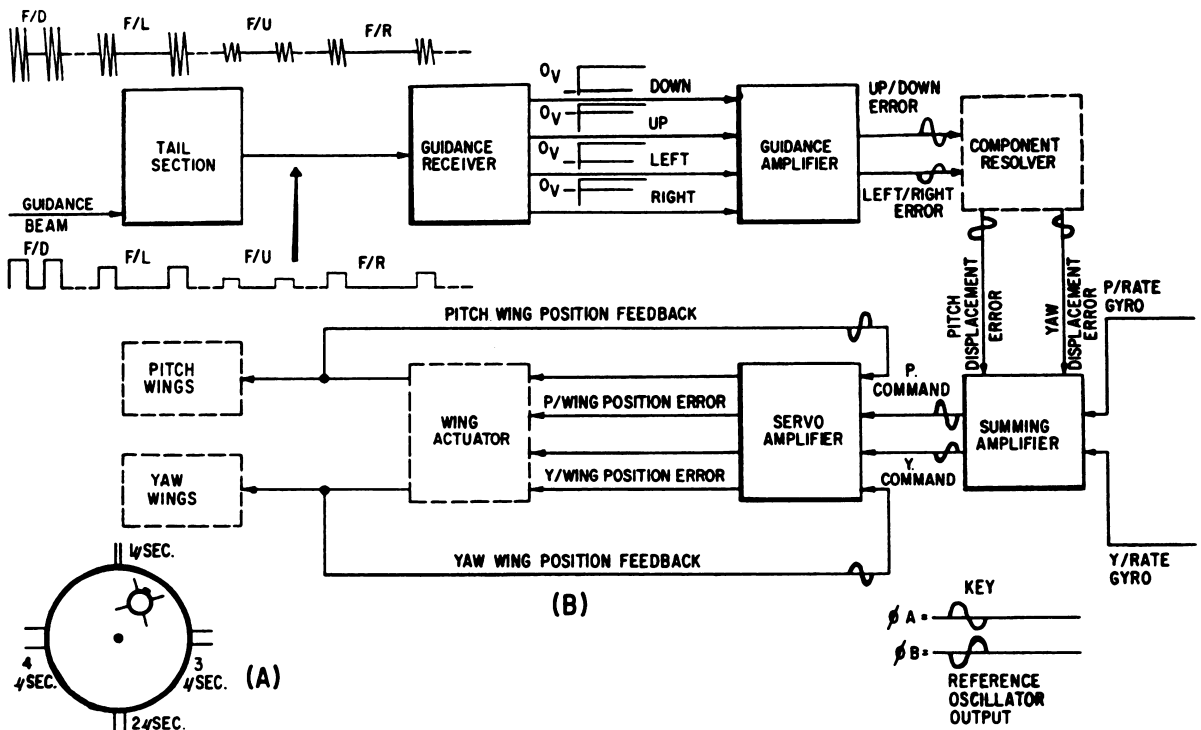 F/D
F/L
F/U
F/R
TAIL
SECTION
GUIDANCE
BEAM
GUIDANCE
RECEIVER
0V
DOWN
0V
UP
0V
LEFT
0V
RIGHT
GUIDANCE
AMPLIFIER
UP/DOWN
ERROR
LEFT/RIGHT
ERROR
COMPONENT
RESOLVER
F/D
F/L
F/U
F/R
PITCH
DISPLACEMENT
ERROR
YAW
DISPLACEMENT
ERROR
P/RATE
GYRO
PITCH WING POSITION FEEDBACK
PITCH
WINGS
WING
ACTUATOR
P/WING POSITION ERROR
SERVO
AMPLIFIER
P.
COMMAND
SUMMING
AMPLIFIER
Y.
COMMAND
YAW
WINGS
Y/WING POSITION ERROR
YAW WING POSITION FEEDBACK
Y/RATE
GYRO
1μSEC.
4
μSEC.
3
μSEC.
2μSEC.
(A)
(B)
KEY
ϕ A =
ϕ B =
REFERENCE
OSCILLATOR
OUTPUT